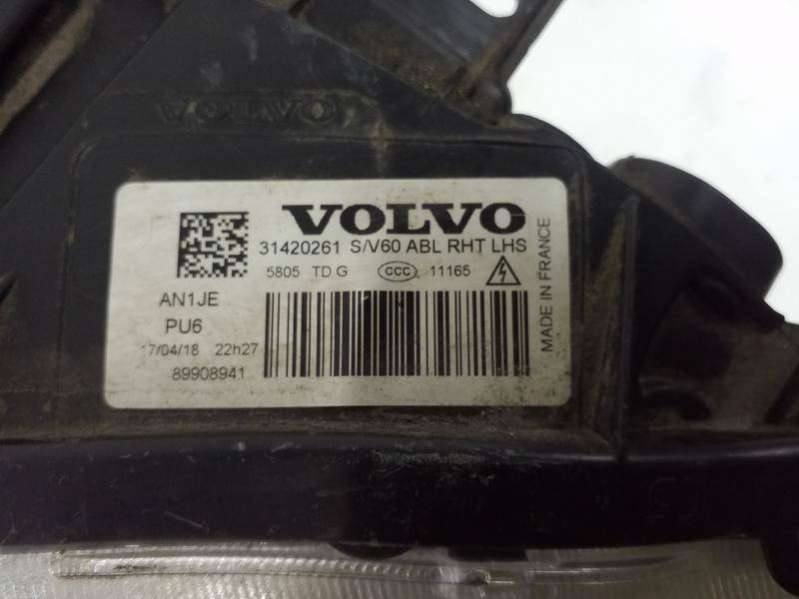 VOLVO
VOLVO
31420261 S/V60 ABL RHT LHS
5805 TD G CCC 11165
AN1JE
PU6
17/04/18 22h27
89908941
MADE IN FRANCE